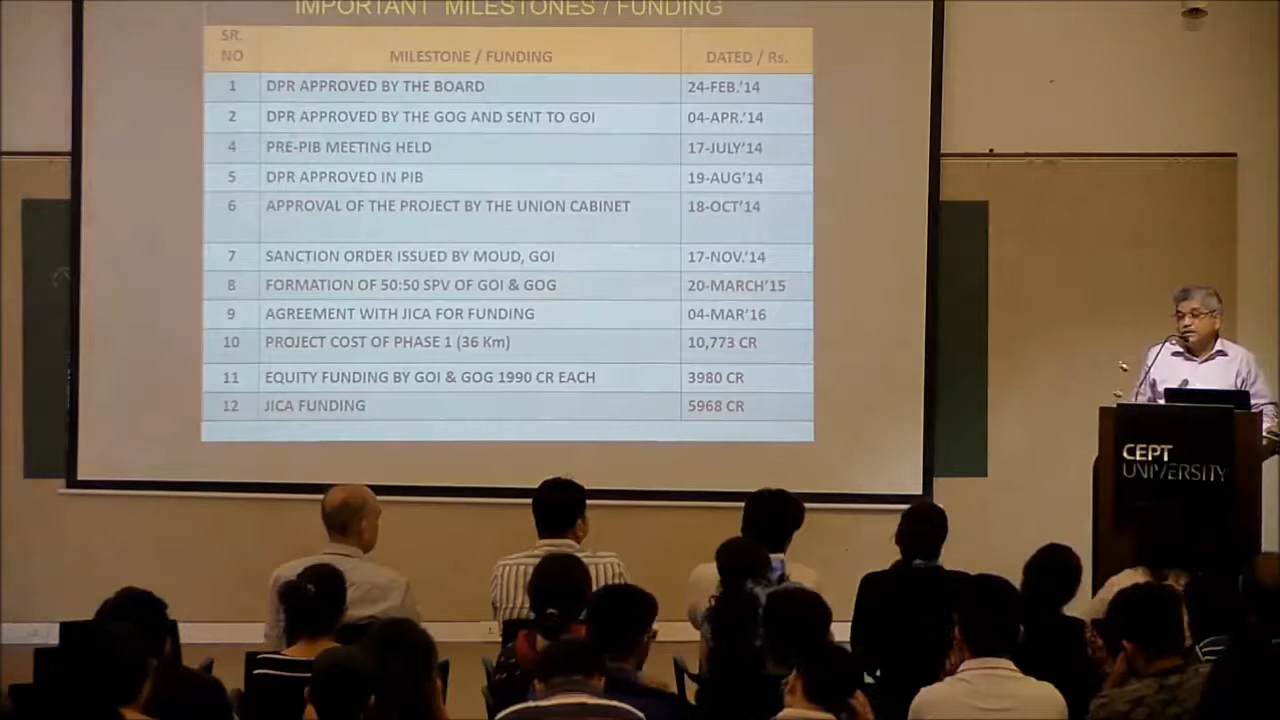 IMPORTANT MILESTONES / FUNDING
SR. NO MILESTONE / FUNDING DATED / Rs.
1 DPR APPROVED BY THE BOARD 24-FEB.'14
2 DPR APPROVED BY THE GOG AND SENT TO GOI 04-APR.'14
4 PRE-PIB MEETING HELD 17-JULY'14
5 DPR APPROVED IN PIB 19-AUG'14
6 APPROVAL OF THE PROJECT BY THE UNION CABINET 18-OCT'14
7 SANCTION ORDER ISSUED BY MOUD, GOI 17-NOV.'14
8 FORMATION OF 50:50 SPV OF GOI & GOG 20-MARCH'15
9 AGREEMENT WITH JICA FOR FUNDING 04-MAR'16
10 PROJECT COST OF PHASE 1 (36 Km) 10,773 CR
11 EQUITY FUNDING BY GOI & GOG 1990 CR EACH 3980 CR
12 JICA FUNDING 5968 CR
CEPT
UNIVERSITY